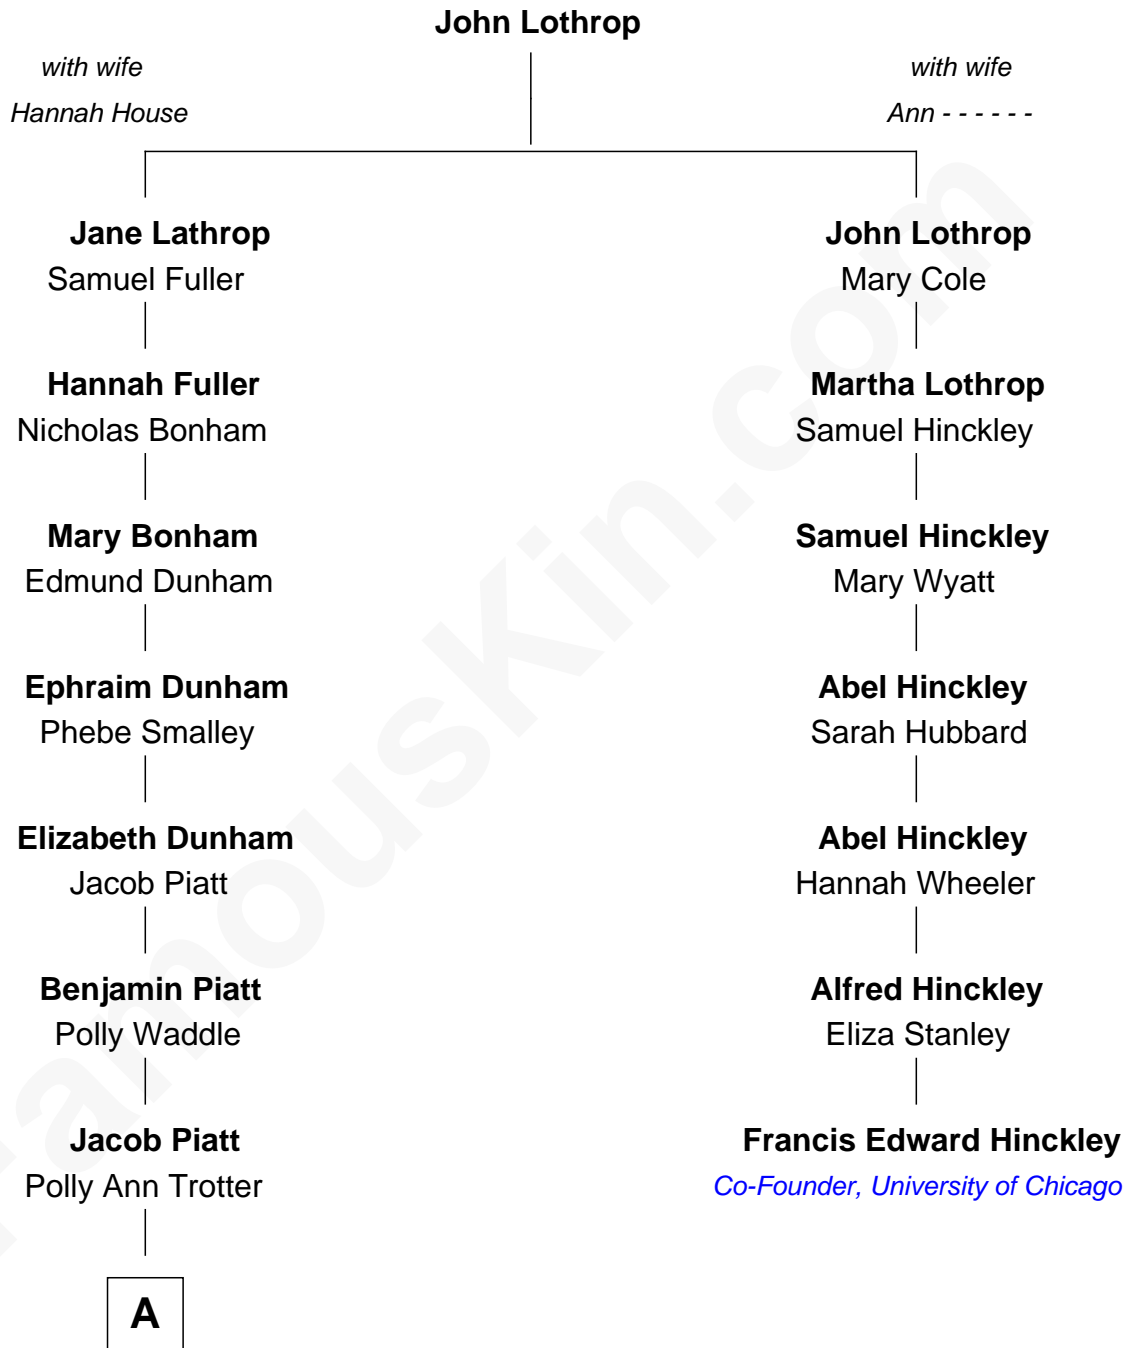 John Lothrop
with wife
Hannah House
with wife
Ann - - - - - -
Jane Lathrop
Samuel Fuller
John Lothrop
Mary Cole
Hannah Fuller
Nicholas Bonham
Martha Lothrop
Samuel Hinckley
Mary Bonham
Edmund Dunham
Samuel Hinckley
Mary Wyatt
Ephraim Dunham
Phebe Smalley
Abel Hinckley
Sarah Hubbard
Elizabeth Dunham
Jacob Piatt
Abel Hinckley
Hannah Wheeler
Benjamin Piatt
Polly Waddle
Alfred Hinckley
Eliza Stanley
Jacob Piatt
Polly Ann Trotter
Francis Edward Hinckley
Co-Founder, University of Chicago
A
FamousKin.com